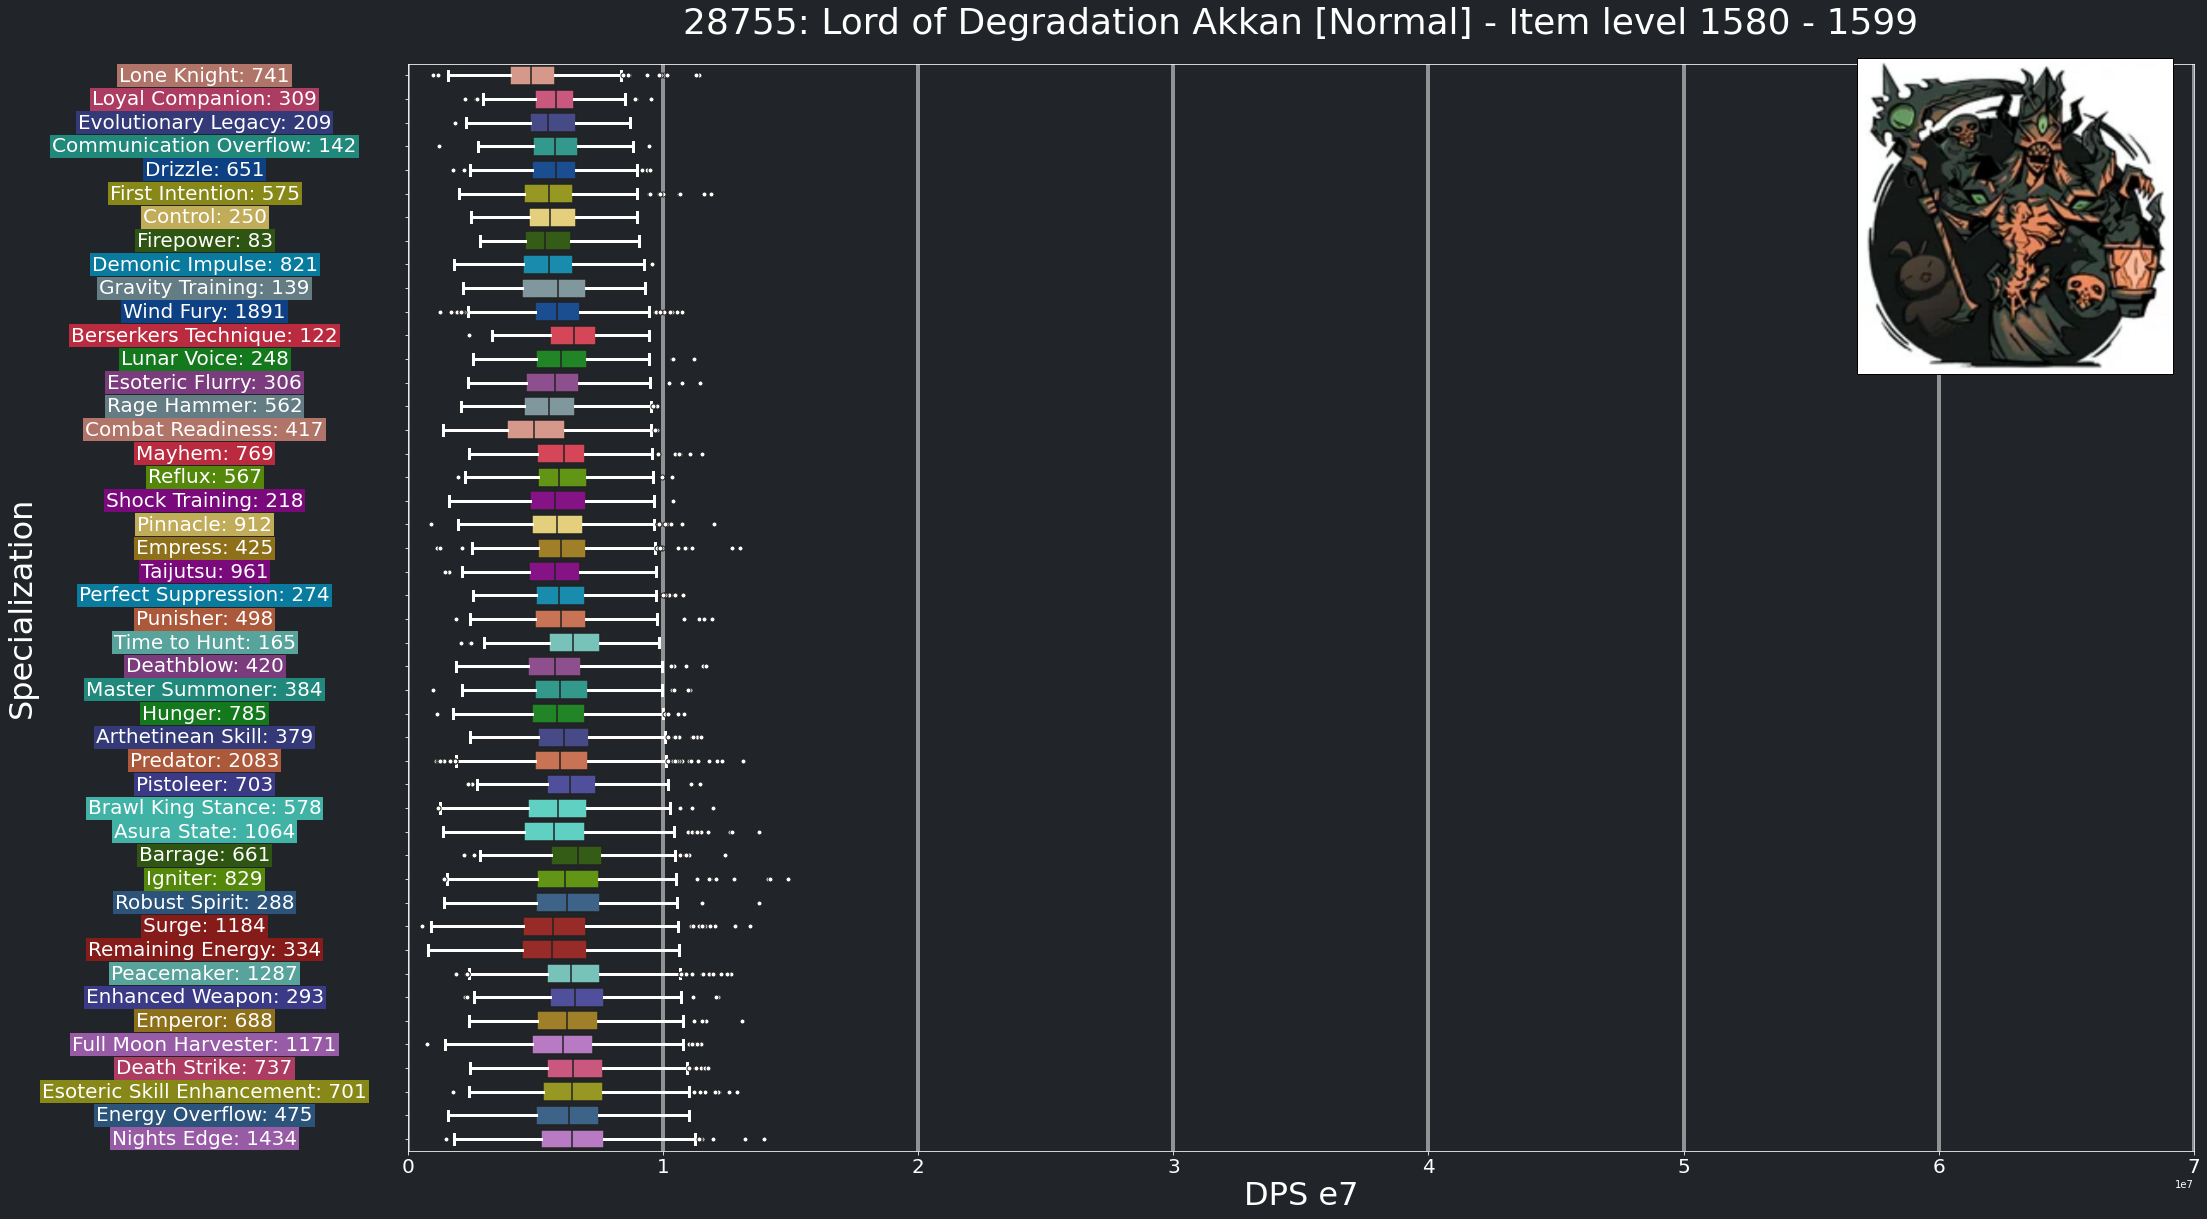 28755: Lord of Degradation Akkan [Normal] - Item level 1580 - 1599
Specialization
Lone Knight: 741
Loyal Companion: 309
Evolutionary Legacy: 209
Communication Overflow: 142
Drizzle: 651
First Intention: 575
Control: 250
Firepower: 83
Demonic Impulse: 821
Gravity Training: 139
Wind Fury: 1891
Berserkers Technique: 122
Lunar Voice: 248
Esoteric Flurry: 306
Rage Hammer: 562
Combat Readiness: 417
Mayhem: 769
Reflux: 567
Shock Training: 218
Pinnacle: 912
Empress: 425
Taijutsu: 961
Perfect Suppression: 274
Punisher: 498
Time to Hunt: 165
Deathblow: 420
Master Summoner: 384
Hunger: 785
Arthetinean Skill: 379
Predator: 2083
Pistoleer: 703
Brawl King Stance: 578
Asura State: 1064
Barrage: 661
Igniter: 829
Robust Spirit: 288
Surge: 1184
Remaining Energy: 334
Peacemaker: 1287
Enhanced Weapon: 293
Emperor: 688
Full Moon Harvester: 1171
Death Strike: 737
Esoteric Skill Enhancement: 701
Energy Overflow: 475
Nights Edge: 1434
0 1 2 3 4 5 6 7
1e7
DPS e7